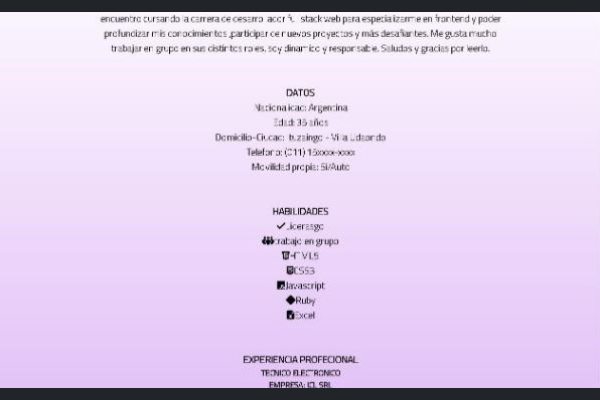 encuentro cursando la carrera de desarrollador full stack web para especializarme en frontend y poder
profundizar mis conocimientos ,participar de nuevos proyectos y más desafiantes. Me gusta mucho
trabajar en grupo en sus distintos roles, soy dinamico y responsable. Saludos y gracias por leerlo.
DATOS
Nacionalidad: Argentina
Edad: 36 años
Domicilio-Ciudad: Ituzaingo - Villa Udaondo
Telefono: (011) 15xxxx-xxxx
Movilidad propia: Si/Auto
HABILIDADES
Liderazgo
trabajo en grupo
HTML5
CSS3
Javascript
Ruby
Excel
EXPERIENCIA PROFECIONAL
TECNICO ELECTRONICO
EMPRESA: SRL